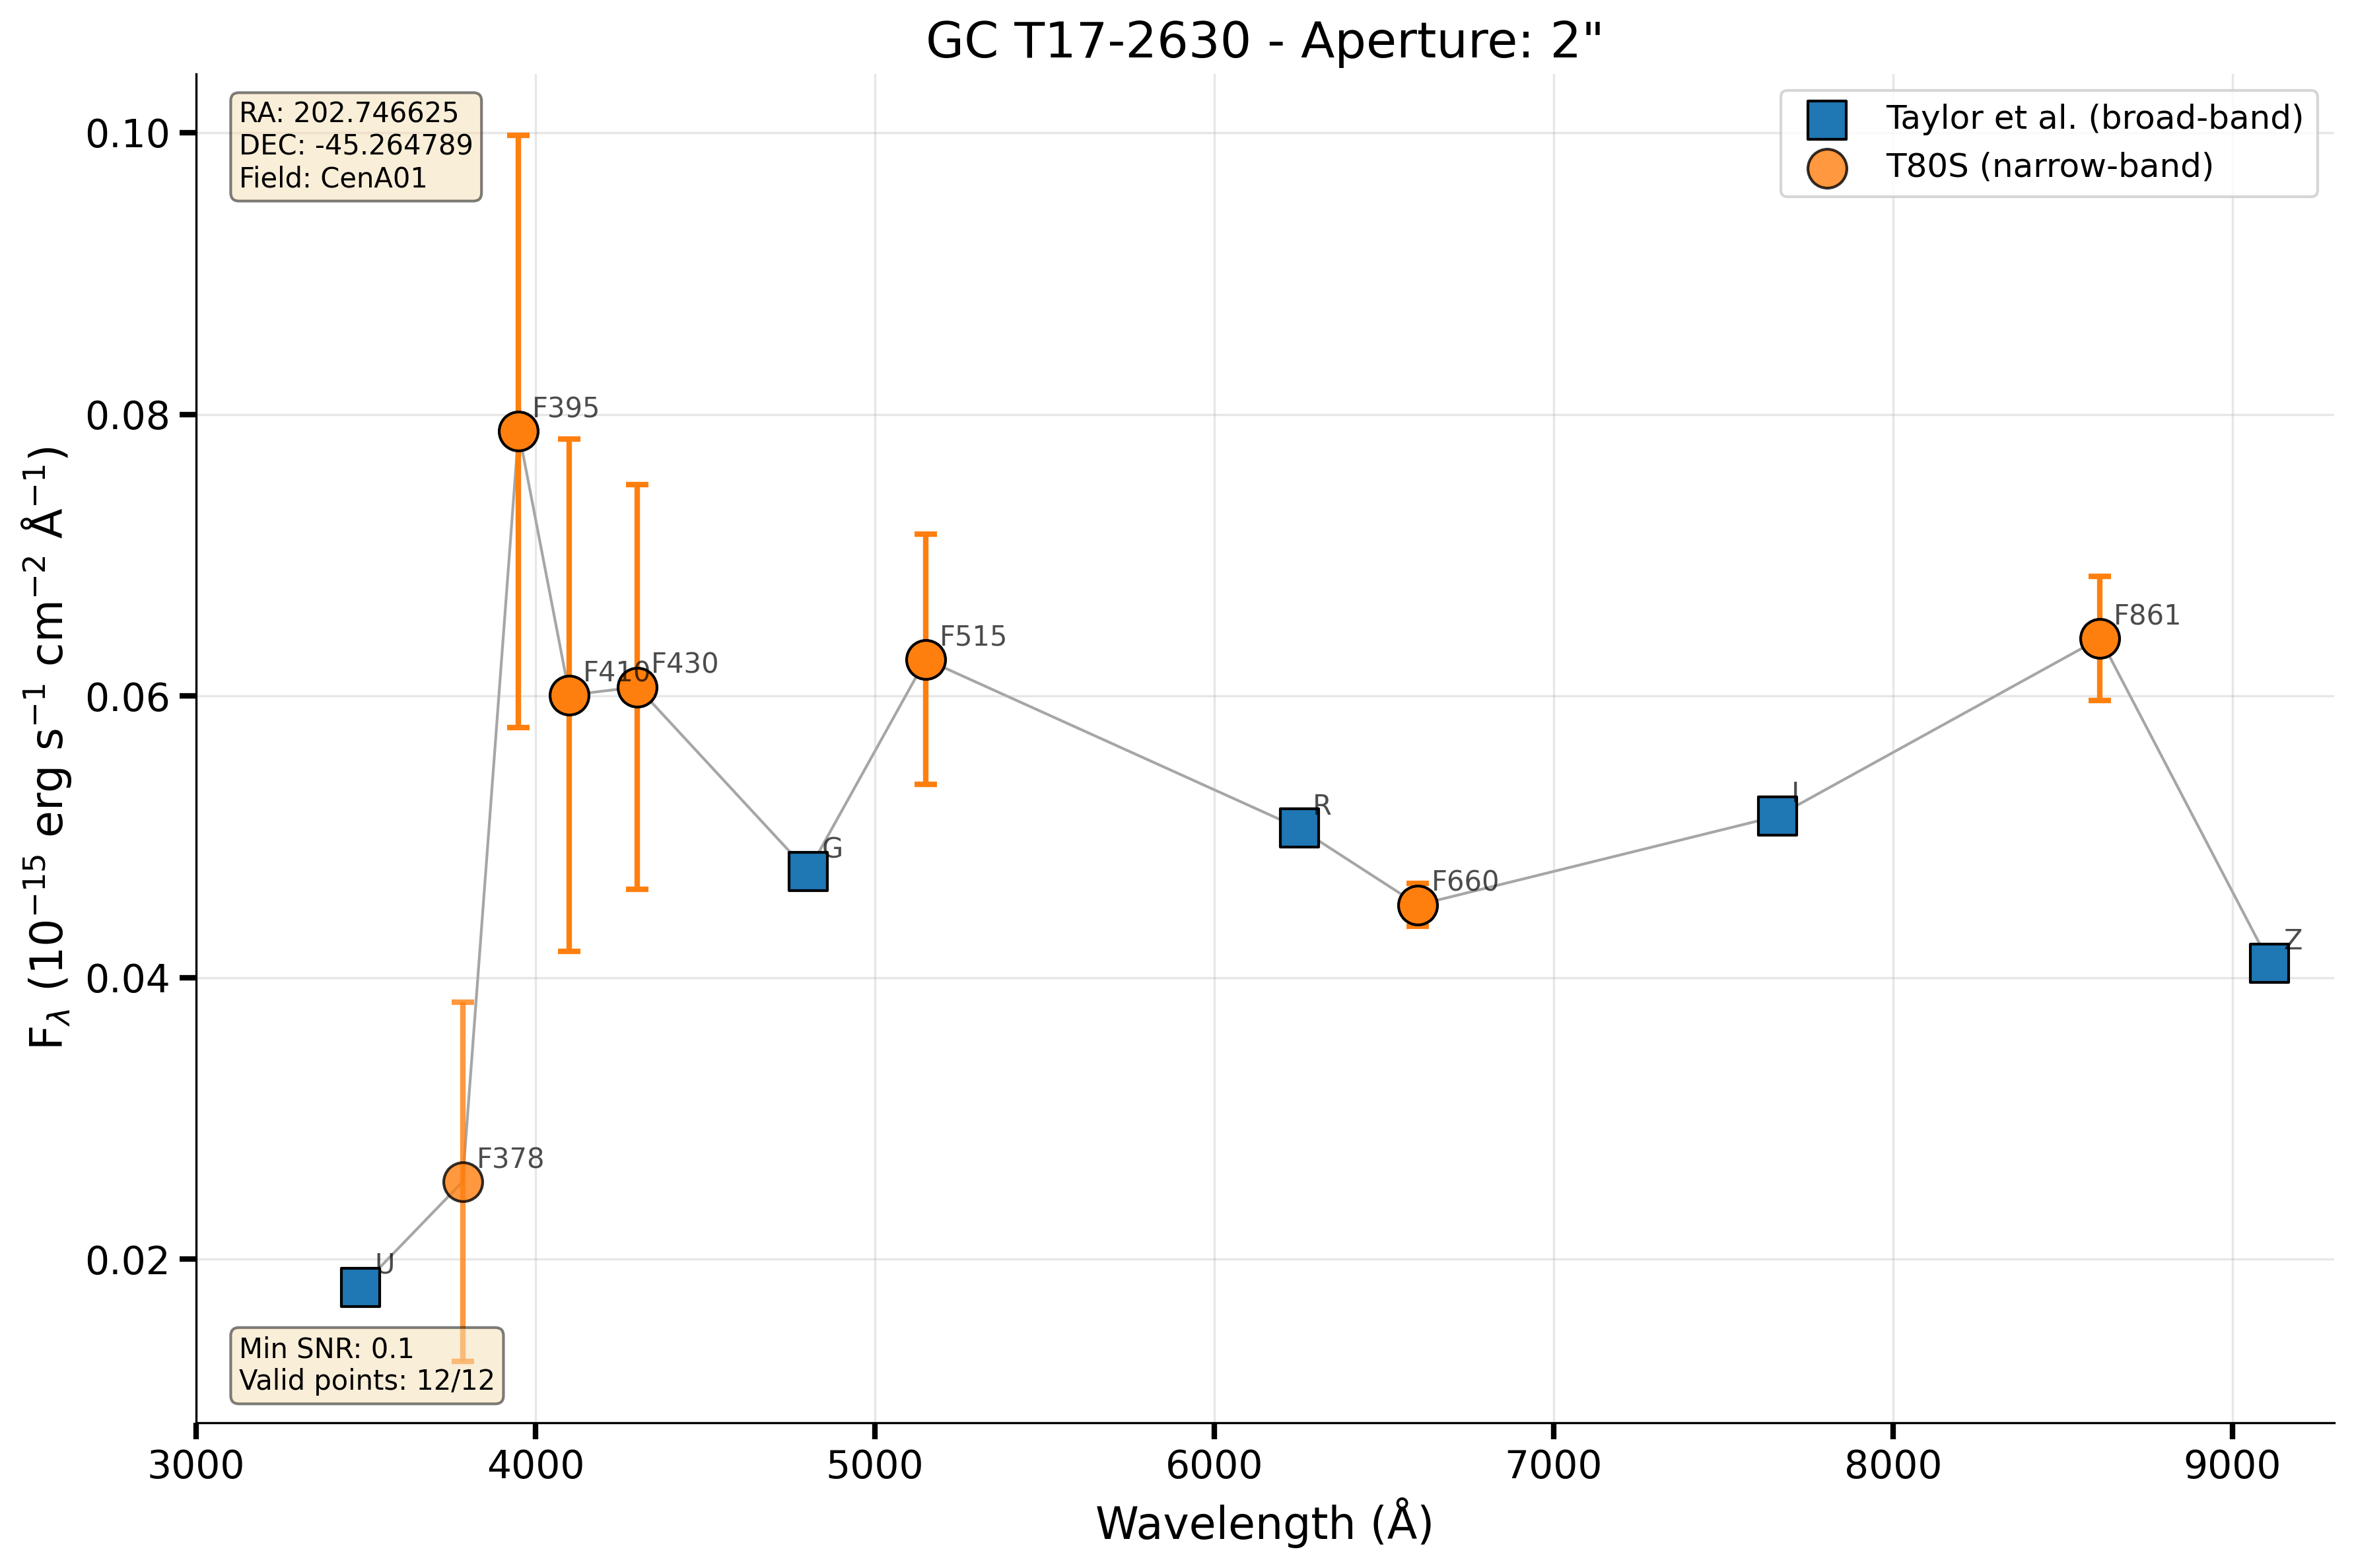 GC T17-2630 - Aperture: 2"
RA: 202.746625
DEC: -45.264789
Field: CenA01
Taylor et al. (broad-band)
T80S (narrow-band)
0.10
0.08
0.06
0.04
0.02
F_λ (10⁻¹⁵ erg s⁻¹ cm⁻² Å⁻¹)
F395
F410
F430
F515
F861
R
I
G
F660
Z
F378
U
Min SNR: 0.1
Valid points: 12/12
3000 4000 5000 6000 7000 8000 9000
Wavelength (Å)